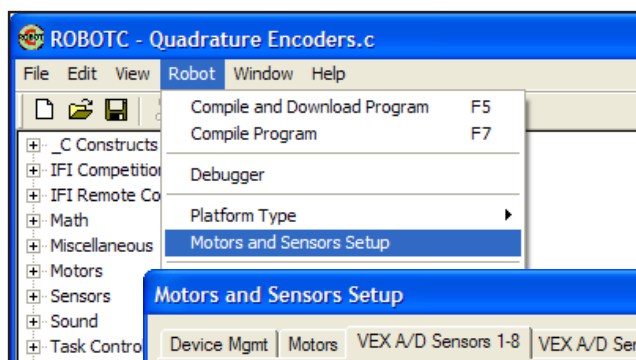 ROBOTC - Quadrature Encoders.c
File Edit View Robot Window Help
Compile and Download Program F5
Compile Program F7
Debugger
Platform Type
Motors and Sensors Setup
_C Constructs
IFI Competitio
IFI Remote Co
Math
Miscellaneous
Motors
Sensors
Sound
Task Contro
Motors and Sensors Setup
Device Mgmt Motors VEX A/D Sensors 1-8 VEX A/D Ser